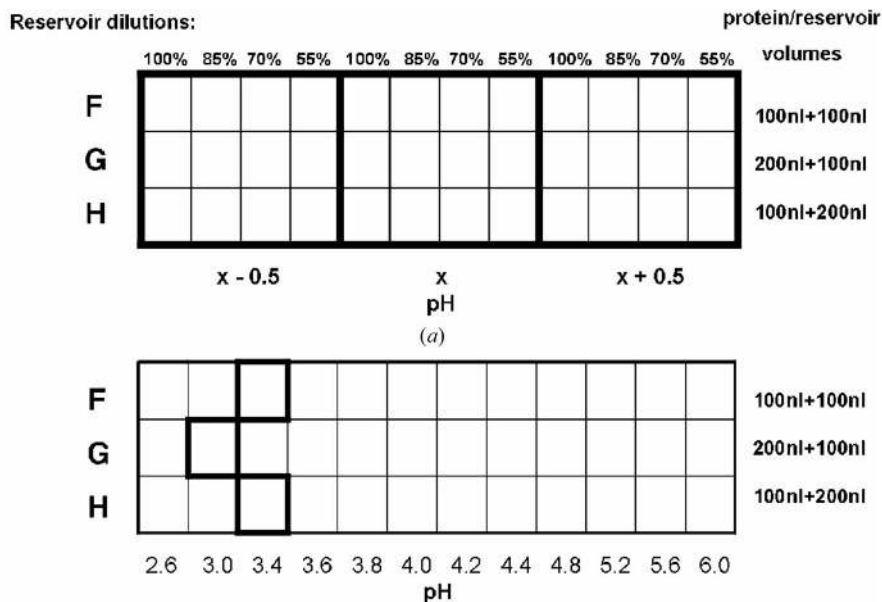 Reservoir dilutions:
protein/reservoir
volumes
100% 85% 70% 55% 100% 85% 70% 55% 100% 85% 70% 55%
F 100nl+100nl
G 200nl+100nl
H 100nl+200nl
x - 0.5 x x + 0.5
pH
(a)
F 100nl+100nl
G 200nl+100nl
H 100nl+200nl
2.6 3.0 3.4 3.6 3.8 4.0 4.2 4.4 4.8 5.2 5.6 6.0
pH